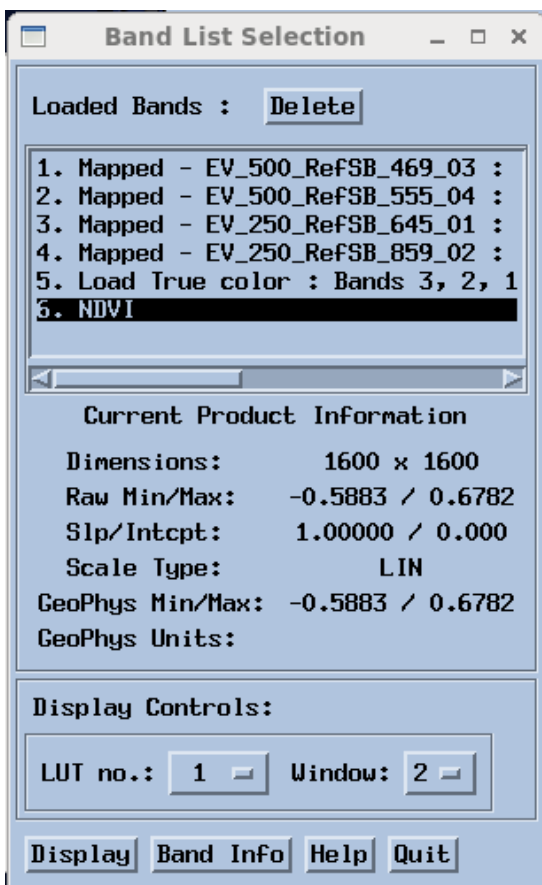 Band List Selection
Loaded Bands : Delete
1. Mapped - EV_500_RefSB_469_03 :
2. Mapped - EV_500_RefSB_555_04 :
3. Mapped - EV_250_RefSB_645_01 :
4. Mapped - EV_250_RefSB_859_02 :
5. Load True color : Bands 3, 2, 1
6. NDVI
Current Product Information
Dimensions: 1600 x 1600
Raw Min/Max: -0.5883 / 0.6782
Slp/Intcpt: 1.00000 / 0.000
Scale Type: LIN
GeoPhys Min/Max: -0.5883 / 0.6782
GeoPhys Units:
Display Controls:
LUT no.: 1 Window: 2
Display Band Info Help Quit